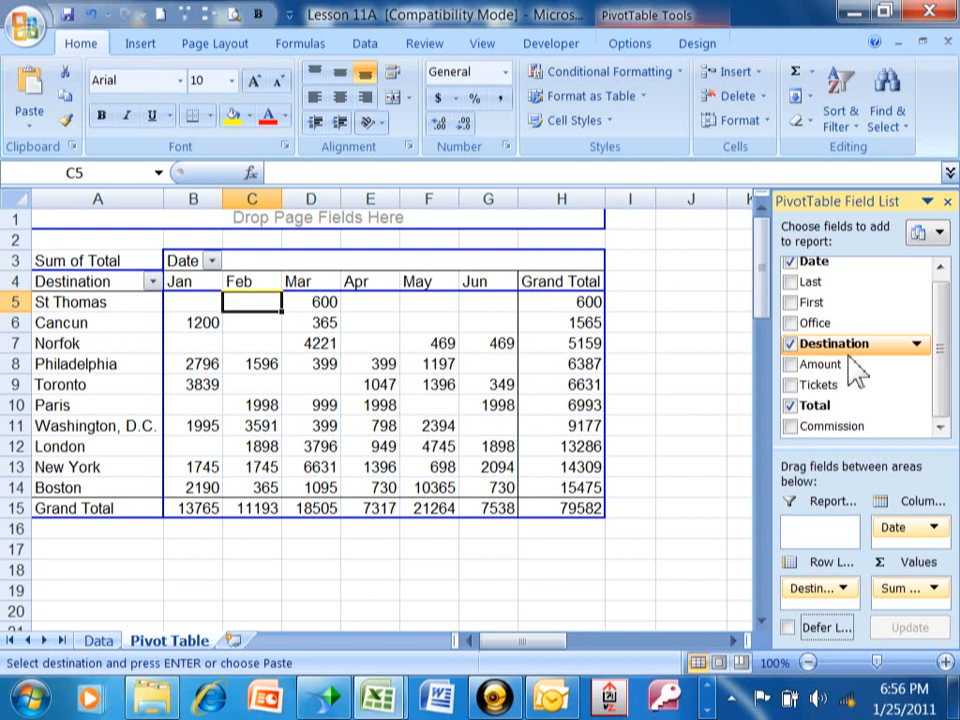 Lesson 11A [Compatibility Mode] - Micros...
PivotTable Tools
Home Insert Page Layout Formulas Data Review View Developer Options Design
Paste
Arial 10
B I U
General
$ % ,
Conditional Formatting
Format as Table
Cell Styles
Insert
Delete
Format
Σ
Sort & Filter
Find & Select
Clipboard Font Alignment Number Styles Cells Editing
C5 fx
A B C D E F G H I J K
1 Drop Page Fields Here
2
3 Sum of Total Date
4 Destination Jan Feb Mar Apr May Jun Grand Total
5 St Thomas 600 600
6 Cancun 1200 365 1565
7 Norfok 4221 469 469 5159
8 Philadelphia 2796 1596 399 399 1197 6387
9 Toronto 3839 1047 1396 349 6631
10 Paris 1998 999 1998 1998 6993
11 Washington, D.C. 1995 3591 399 798 2394 9177
12 London 1898 3796 949 4745 1898 13286
13 New York 1745 1745 6631 1396 698 2094 14309
14 Boston 2190 365 1095 730 10365 730 15475
15 Grand Total 13765 11193 18505 7317 21264 7538 79582
16
17
18
19
20
PivotTable Field List
Choose fields to add
to report:
Date
Last
First
Office
Destination
Amount
Tickets
Total
Commission
Drag fields between areas
below:
Report... Colum...
Date
Row L... Σ Values
Destin... Sum ...
Defer L... Update
Data Pivot Table
Select destination and press ENTER or choose Paste
100%
6:56 PM
1/25/2011